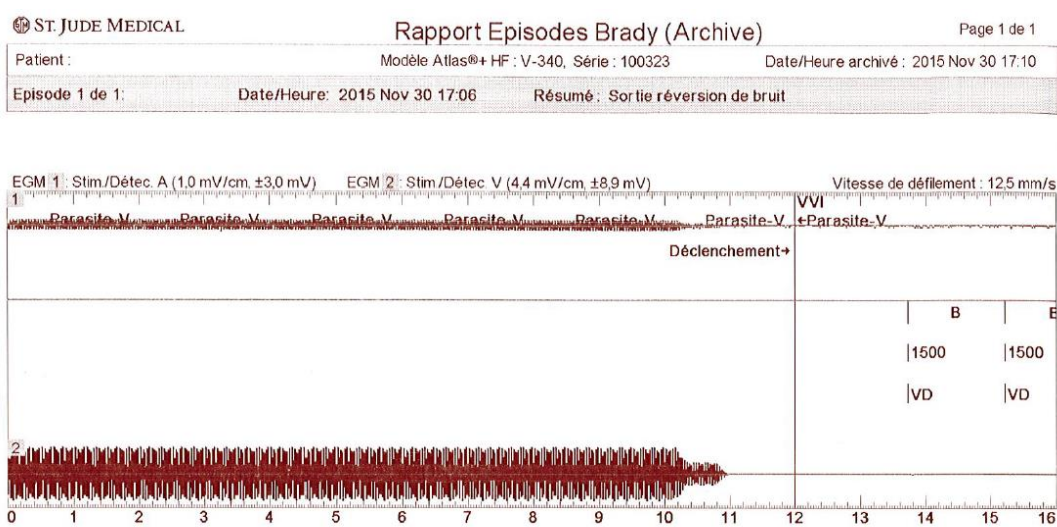 ST. JUDE MEDICAL
Rapport Episodes Brady (Archive)
Page 1 de 1
Patient :
Modèle Atlas®+ HF : V-340, Série : 100323
Date/Heure archivé : 2015 Nov 30 17:10
Episode 1 de 1:
Date/Heure: 2015 Nov 30 17:06
Résumé : Sortie réversion de bruit
EGM 1 : Stim./Détec. A (1,0 mV/cm, ±3,0 mV)
EGM 2 : Stim./Détec. V (4,4 mV/cm, ±8,9 mV)
Vitesse de défilement : 12,5 mm/s
1
VVI
Parasite-V Parasite-V Parasite-V Parasite-V Parasite-V Parasite-V ←Parasite-V
Déclenchement→
B
1500 1500
VD VD
2
0 1 2 3 4 5 6 7 8 9 10 11 12 13 14 15 16